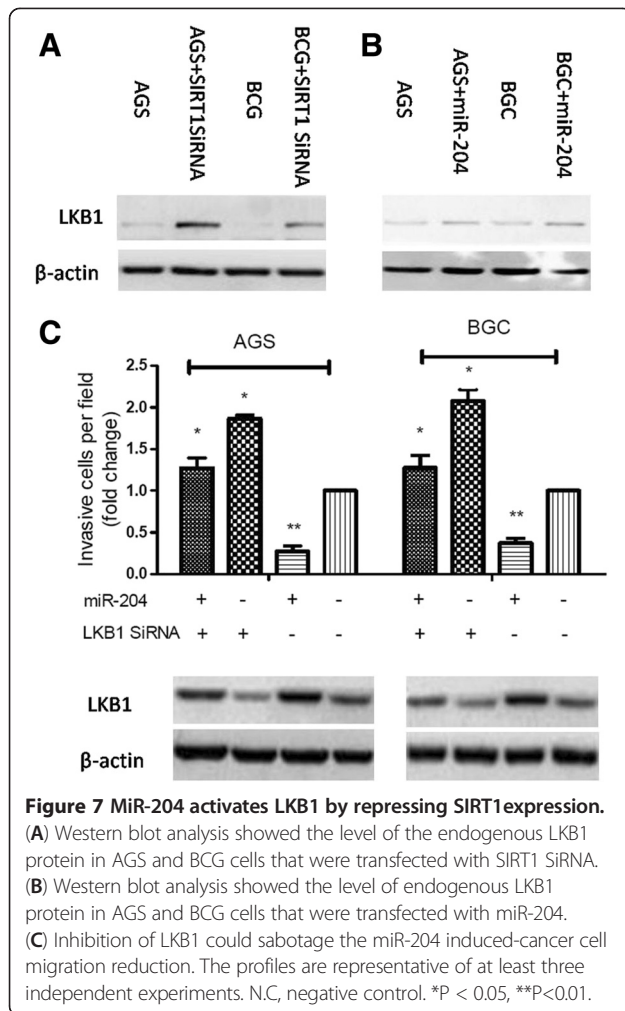 A
B
AGS
AGS+SIRT1SiRNA
BCG
BCG+SIRT1 SiRNA
AGS
AGS+miR-204
BGC
BGC+miR-204
LKB1
β-actin
C
AGS
BGC
Invasive cells per field
(fold change)
2.5
2.0
1.5
1.0
0.5
0.0
* * ** * * **
miR-204 + - + - + - + -
LKB1 SiRNA + + - - + + - -
LKB1
β-actin
Figure 7 MiR-204 activates LKB1 by repressing SIRT1expression.
(A) Western blot analysis showed the level of the endogenous LKB1
protein in AGS and BCG cells that were transfected with SIRT1 SiRNA.
(B) Western blot analysis showed the level of endogenous LKB1
protein in AGS and BCG cells that were transfected with miR-204.
(C) Inhibition of LKB1 could sabotage the miR-204 induced-cancer cell
migration reduction. The profiles are representative of at least three
independent experiments. N.C, negative control. *P < 0.05, **P<0.01.